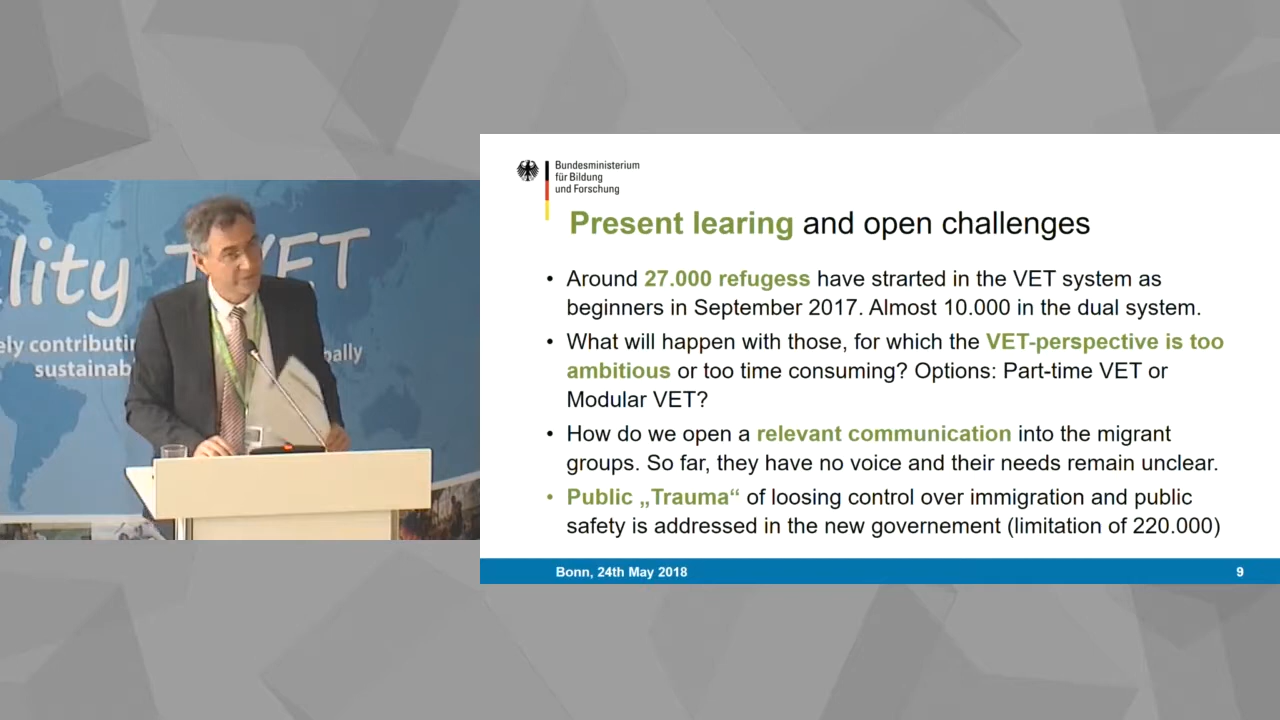 ility TVET
ely contributin
bally
sustainab
Bundesministerium
für Bildung
und Forschung
Present learing and open challenges
• Around 27.000 refugess have strarted in the VET system as
beginners in September 2017. Almost 10.000 in the dual system.
• What will happen with those, for which the VET-perspective is too
ambitious or too time consuming? Options: Part-time VET or
Modular VET?
• How do we open a relevant communication into the migrant
groups. So far, they have no voice and their needs remain unclear.
• Public „Trauma“ of loosing control over immigration and public
safety is addressed in the new governement (limitation of 220.000)
Bonn, 24th May 2018
9